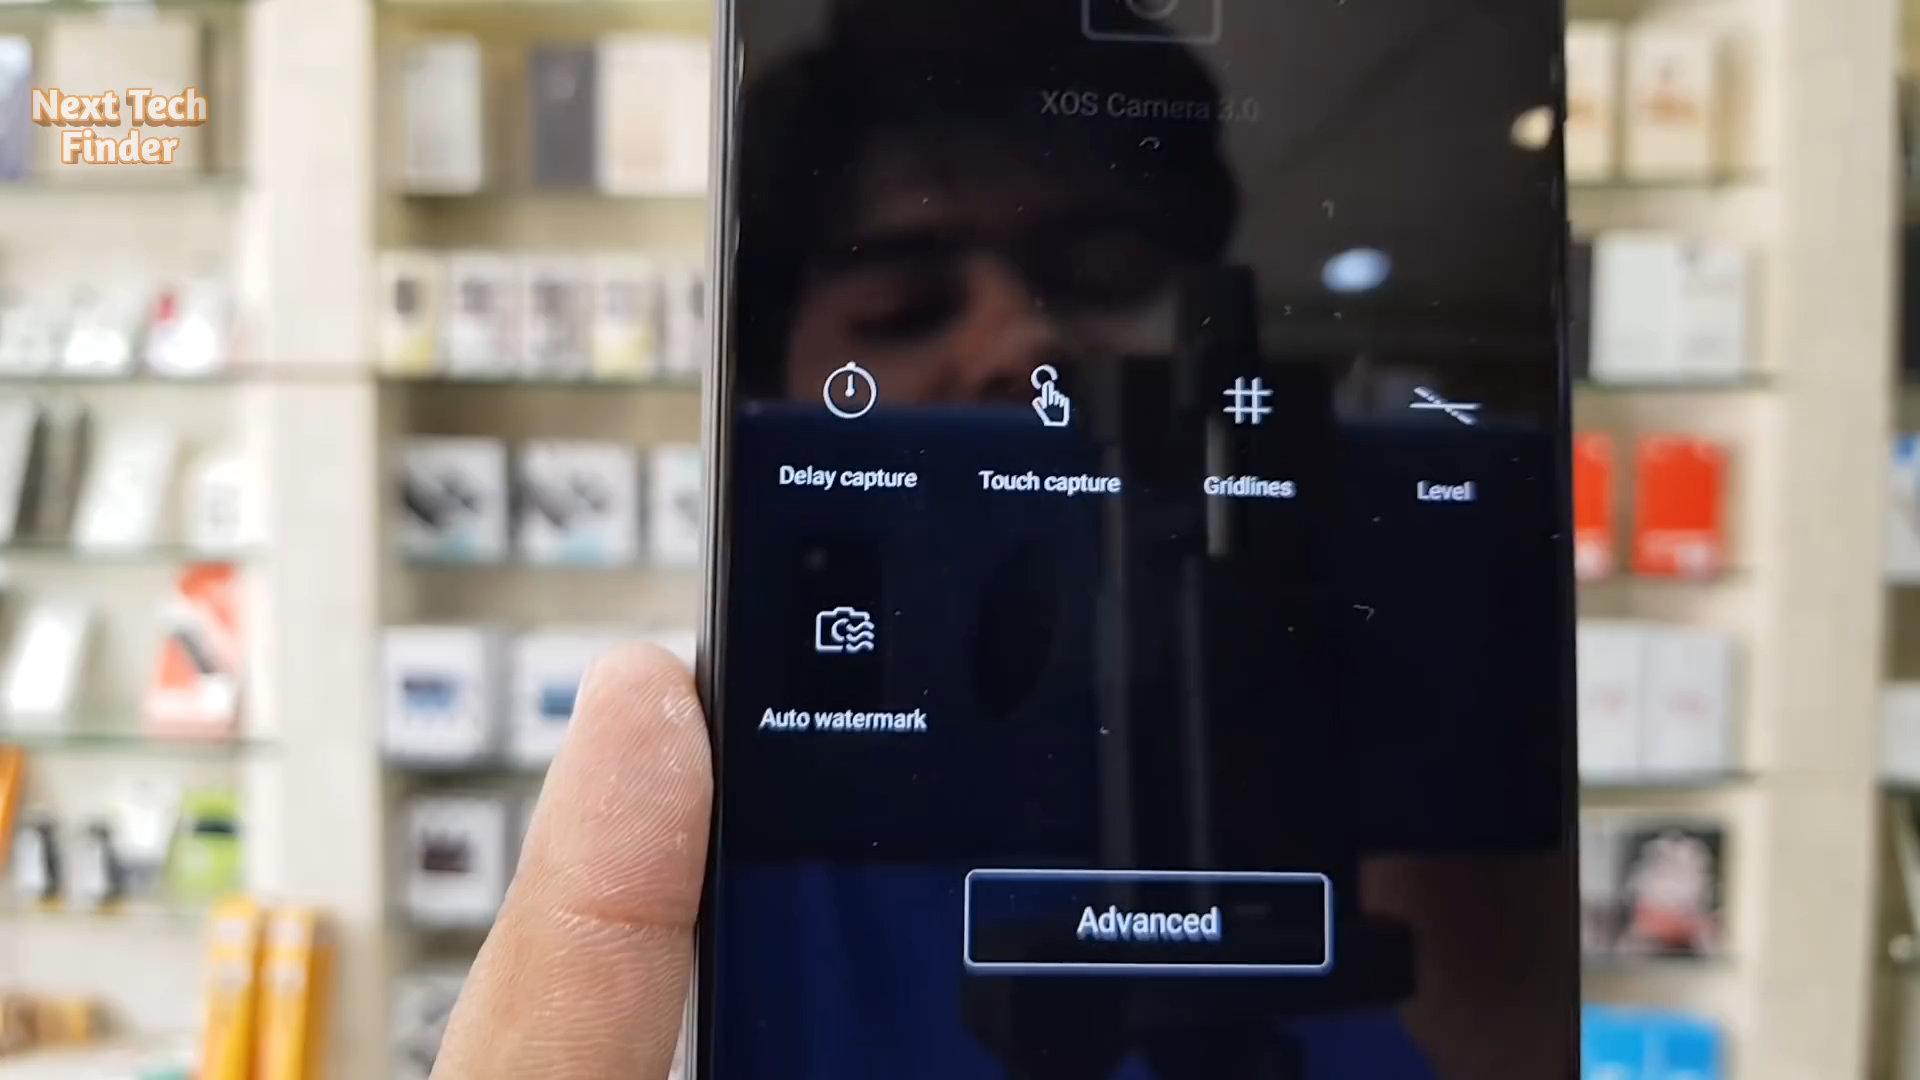 Next Tech
Finder
XOS Camera 3.0
Delay capture
Touch capture
Gridlines
Level
Auto watermark
Advanced